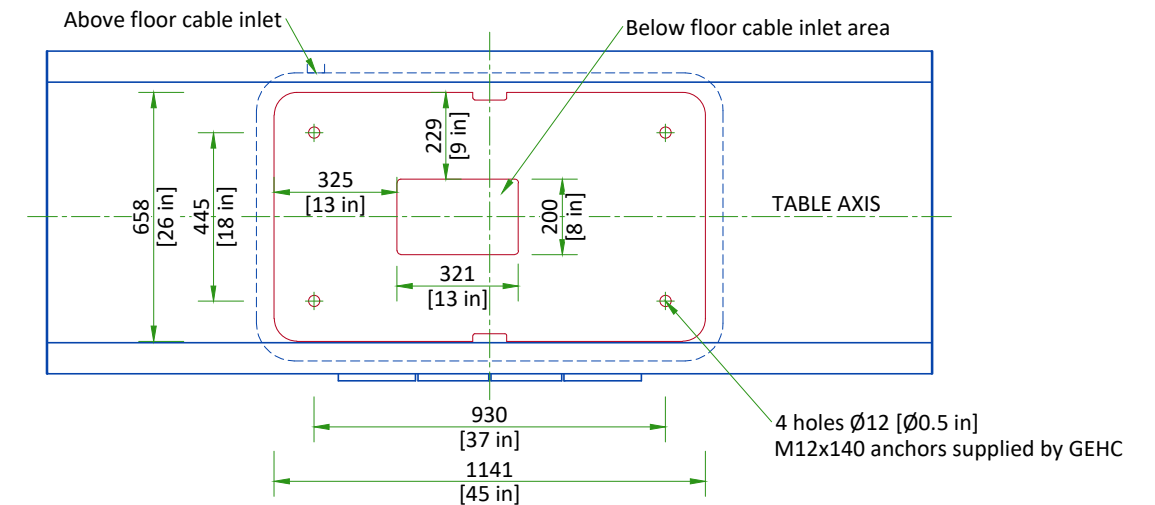 Above floor cable inlet
Below floor cable inlet area
229
[9 in]
325
[13 in]
658
[26 in]
445
[18 in]
200
[8 in]
TABLE AXIS
321
[13 in]
930
[37 in]
4 holes Ø12 [Ø0.5 in]
M12x140 anchors supplied by GEHC
1141
[45 in]